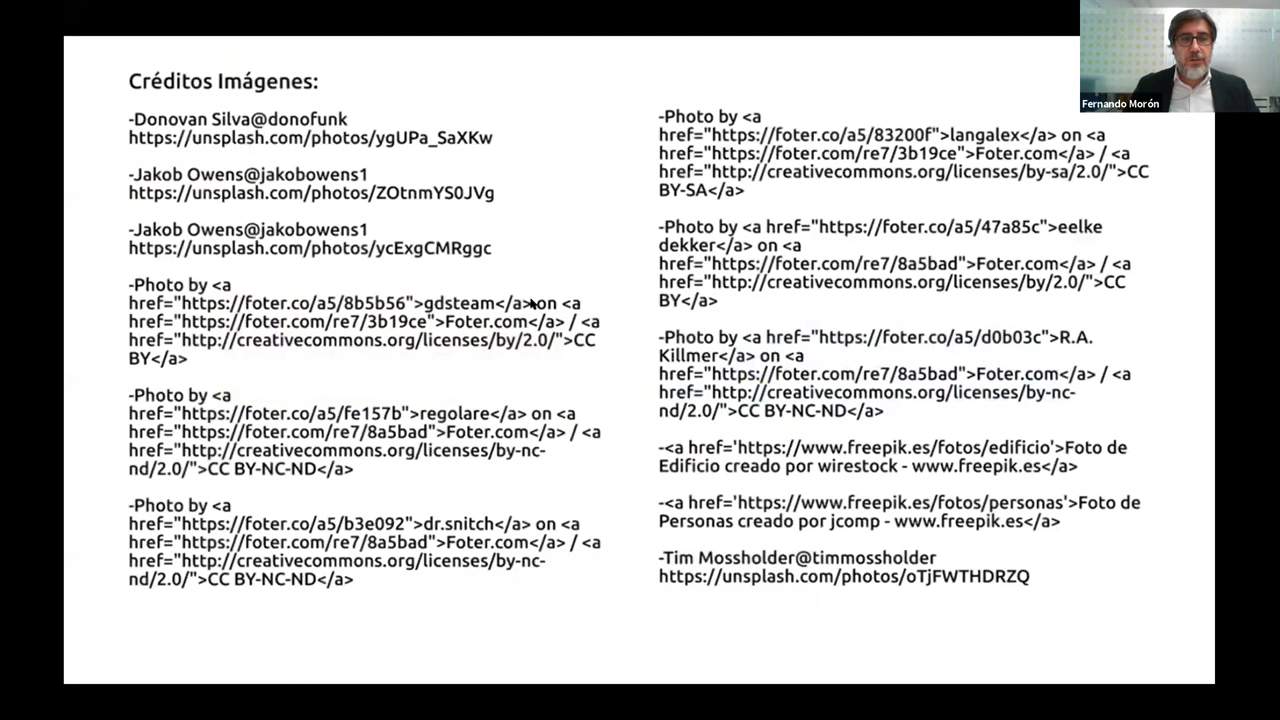 Créditos Imágenes:
-Donovan Silva@donofunk
https://unsplash.com/photos/ygUPa_SaXKw
-Jakob Owens@jakobowens1
https://unsplash.com/photos/ZOtnmYS0JVg
-Jakob Owens@jakobowens1
https://unsplash.com/photos/ycExgCMRggc
-Photo by <a
href="https://foter.co/a5/8b5b56">gdsteam</a> on <a
href="https://foter.com/re7/3b19ce">Foter.com</a> / <a
href="http://creativecommons.org/licenses/by/2.0/">CC
BY</a>
-Photo by <a
href="https://foter.co/a5/fe157b">regolare</a> on <a
href="https://foter.com/re7/8a5bad">Foter.com</a> / <a
href="http://creativecommons.org/licenses/by-nc-
nd/2.0/">CC BY-NC-ND</a>
-Photo by <a
href="https://foter.co/a5/b3e092">dr.snitch</a> on <a
href="https://foter.com/re7/8a5bad">Foter.com</a> / <a
href="http://creativecommons.org/licenses/by-nc-
nd/2.0/">CC BY-NC-ND</a>
-Photo by <a
href="https://foter.co/a5/83200f">langalex</a> on <a
href="https://foter.com/re7/3b19ce">Foter.com</a> / <a
href="http://creativecommons.org/licenses/by-sa/2.0/">CC
BY-SA</a>
-Photo by <a href="https://foter.co/a5/47a85c">eelke
dekker</a> on <a
href="https://foter.com/re7/8a5bad">Foter.com</a> / <a
href="http://creativecommons.org/licenses/by/2.0/">CC
BY</a>
-Photo by <a href="https://foter.co/a5/d0b03c">R.A.
Killmer</a> on <a
href="https://foter.com/re7/8a5bad">Foter.com</a> / <a
href="http://creativecommons.org/licenses/by-nc-
nd/2.0/">CC BY-NC-ND</a>
-<a href='https://www.freepik.es/fotos/edificio'>Foto de
Edificio creado por wirestock - www.freepik.es</a>
-<a href='https://www.freepik.es/fotos/personas'>Foto de
Personas creado por jcomp - www.freepik.es</a>
-Tim Mossholder@timmossholder
https://unsplash.com/photos/oTjFWTHDRZQ
Fernando Morón